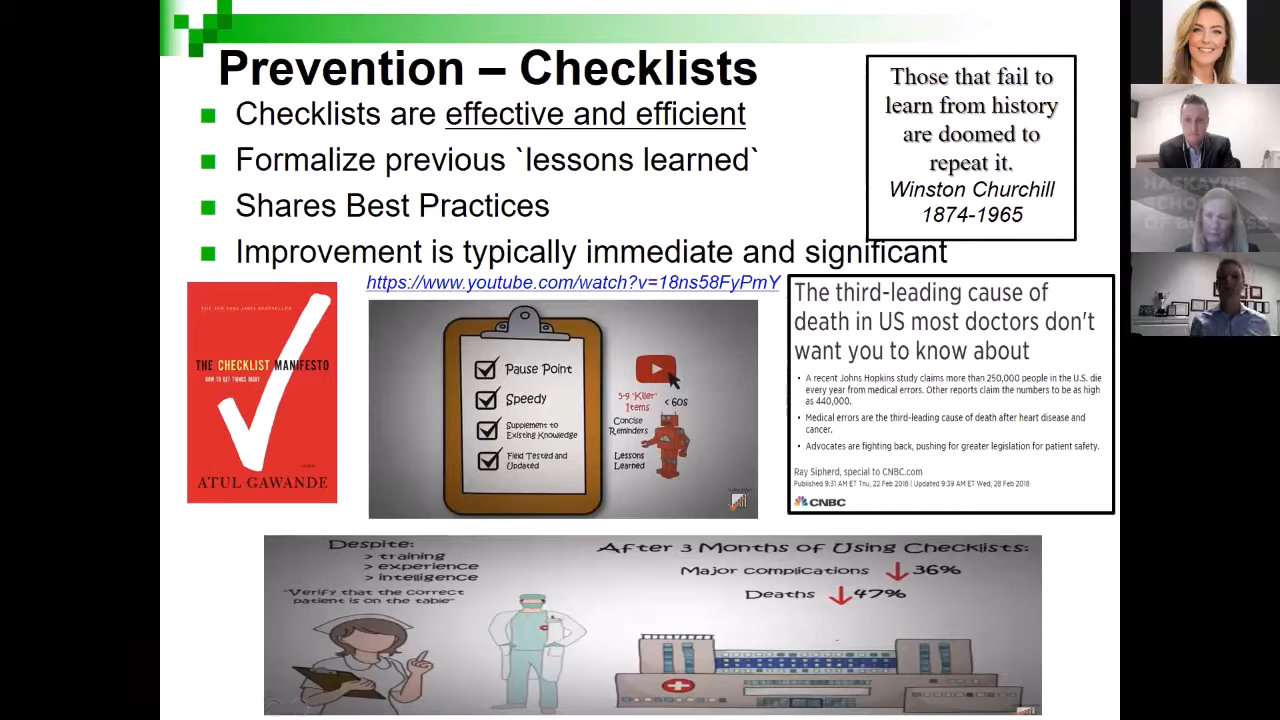 Prevention – Checklists
Checklists are effective and efficient
Formalize previous `lessons learned`
Shares Best Practices
Improvement is typically immediate and significant
Those that fail to
learn from history
are doomed to
repeat it.
Winston Churchill
1874-1965
https://www.youtube.com/watch?v=18ns58FyPmY
THE CHECKLIST MANIFESTO
HOW TO GET THINGS RIGHT
ATUL GAWANDE
Pause Point
Speedy
Supplement to
Existing Knowledge
Field Tested and
Updated
5-9 'Killer'
Items
< 60s
Concise
Reminders
Lessons
Learned
The third-leading cause of
death in US most doctors don't
want you to know about
A recent Johns Hopkins study claims more than 250,000 people in the U.S. die
every year from medical errors. Other reports claim the numbers to be as high
as 440,000.
Medical errors are the third-leading cause of death after heart disease and
cancer.
Advocates are fighting back, pushing for greater legislation for patient safety.
Ray Sipherd, special to CNBC.com
Published 9:31 AM ET Thu, 22 Feb 2018 | Updated 9:39 AM ET Wed, 28 Feb 2018
CNBC
Despite:
> training
> experience
> intelligence
"Verify that the correct
patient is on the table"
After 3 Months of Using Checklists:
Major complications 36%
Deaths 47%
HASKAYNE